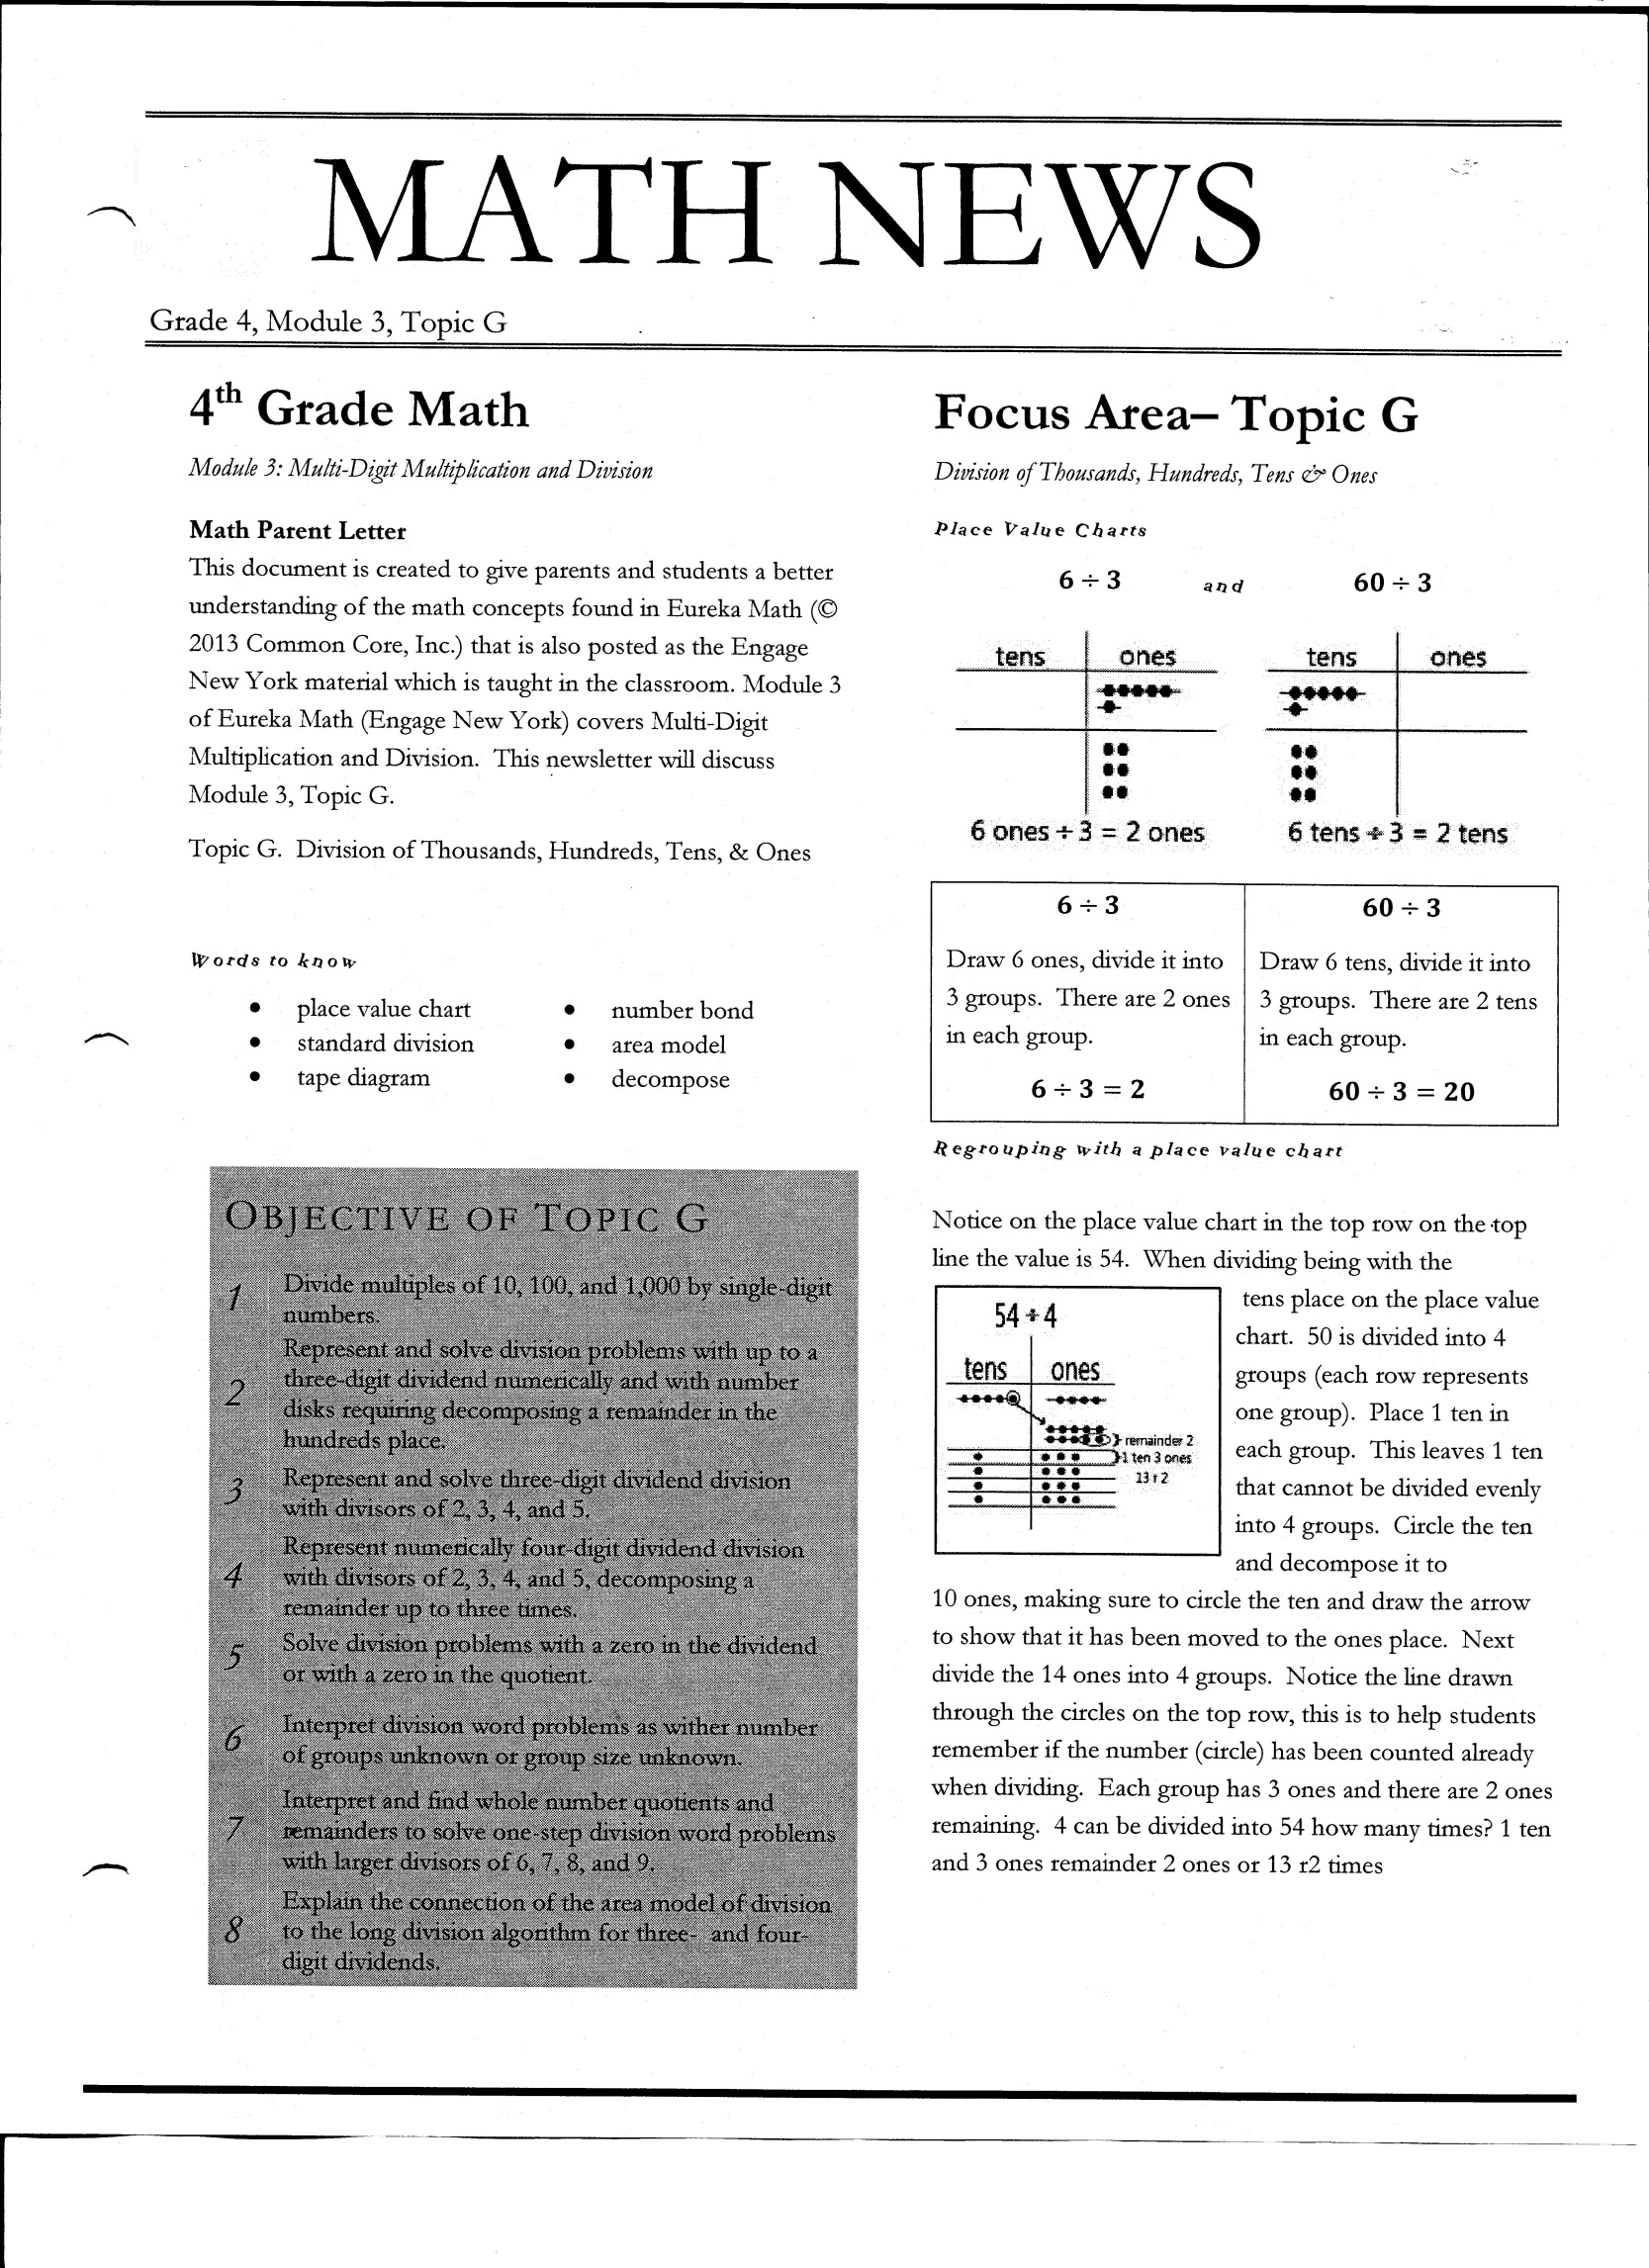 MATH NEWS
Grade 4, Module 3, Topic G
4th Grade Math
Module 3: Multi-Digit Multiplication and Division
Math Parent Letter
This document is created to give parents and students a better
understanding of the math concepts found in Eureka Math (©
2013 Common Core, Inc.) that is also posted as the Engage
New York material which is taught in the classroom. Module 3
of Eureka Math (Engage New York) covers Multi-Digit
Multiplication and Division. This newsletter will discuss
Module 3, Topic G.
Topic G. Division of Thousands, Hundreds, Tens, & Ones
Words to know
• place value chart
• standard division
• tape diagram
• number bond
• area model
• decompose
OBJECTIVE OF TOPIC G
1 Divide multiples of 10, 100, and 1,000 by single-digit
numbers.
2 Represent and solve division problems with up to a
three-digit dividend numerically and with number
disks requiring decomposing a remainder in the
hundreds place.
3 Represent and solve three-digit dividend division
with divisors of 2, 3, 4, and 5.
4 Represent numerically four-digit dividend division
with divisors of 2, 3, 4, and 5, decomposing a
remainder up to three times.
5 Solve division problems with a zero in the dividend
or with a zero in the quotient.
6 Interpret division word problems as wither number
of groups unknown or group size unknown.
7 Interpret and find whole number quotients and
remainders to solve one-step division word problems
with larger divisors of 6, 7, 8, and 9.
8 Explain the connection of the area model of division
to the long division algorithm for three- and four-
digit dividends.
Focus Area– Topic G
Division of Thousands, Hundreds, Tens & Ones
Place Value Charts
6 ÷ 3 and 60 ÷ 3
tens ones tens ones
6 ones ÷ 3 = 2 ones 6 tens ÷ 3 = 2 tens
6 ÷ 3
Draw 6 ones, divide it into
3 groups. There are 2 ones
in each group.
6 ÷ 3 = 2
60 ÷ 3
Draw 6 tens, divide it into
3 groups. There are 2 tens
in each group.
60 ÷ 3 = 20
Regrouping with a place value chart
Notice on the place value chart in the top row on the top
line the value is 54. When dividing being with the
54 ÷ 4
tens ones
remainder 2
1 ten 3 ones
13 r 2
tens place on the place value
chart. 50 is divided into 4
groups (each row represents
one group). Place 1 ten in
each group. This leaves 1 ten
that cannot be divided evenly
into 4 groups. Circle the ten
and decompose it to
10 ones, making sure to circle the ten and draw the arrow
to show that it has been moved to the ones place. Next
divide the 14 ones into 4 groups. Notice the line drawn
through the circles on the top row, this is to help students
remember if the number (circle) has been counted already
when dividing. Each group has 3 ones and there are 2 ones
remaining. 4 can be divided into 54 how many times? 1 ten
and 3 ones remainder 2 ones or 13 r2 times